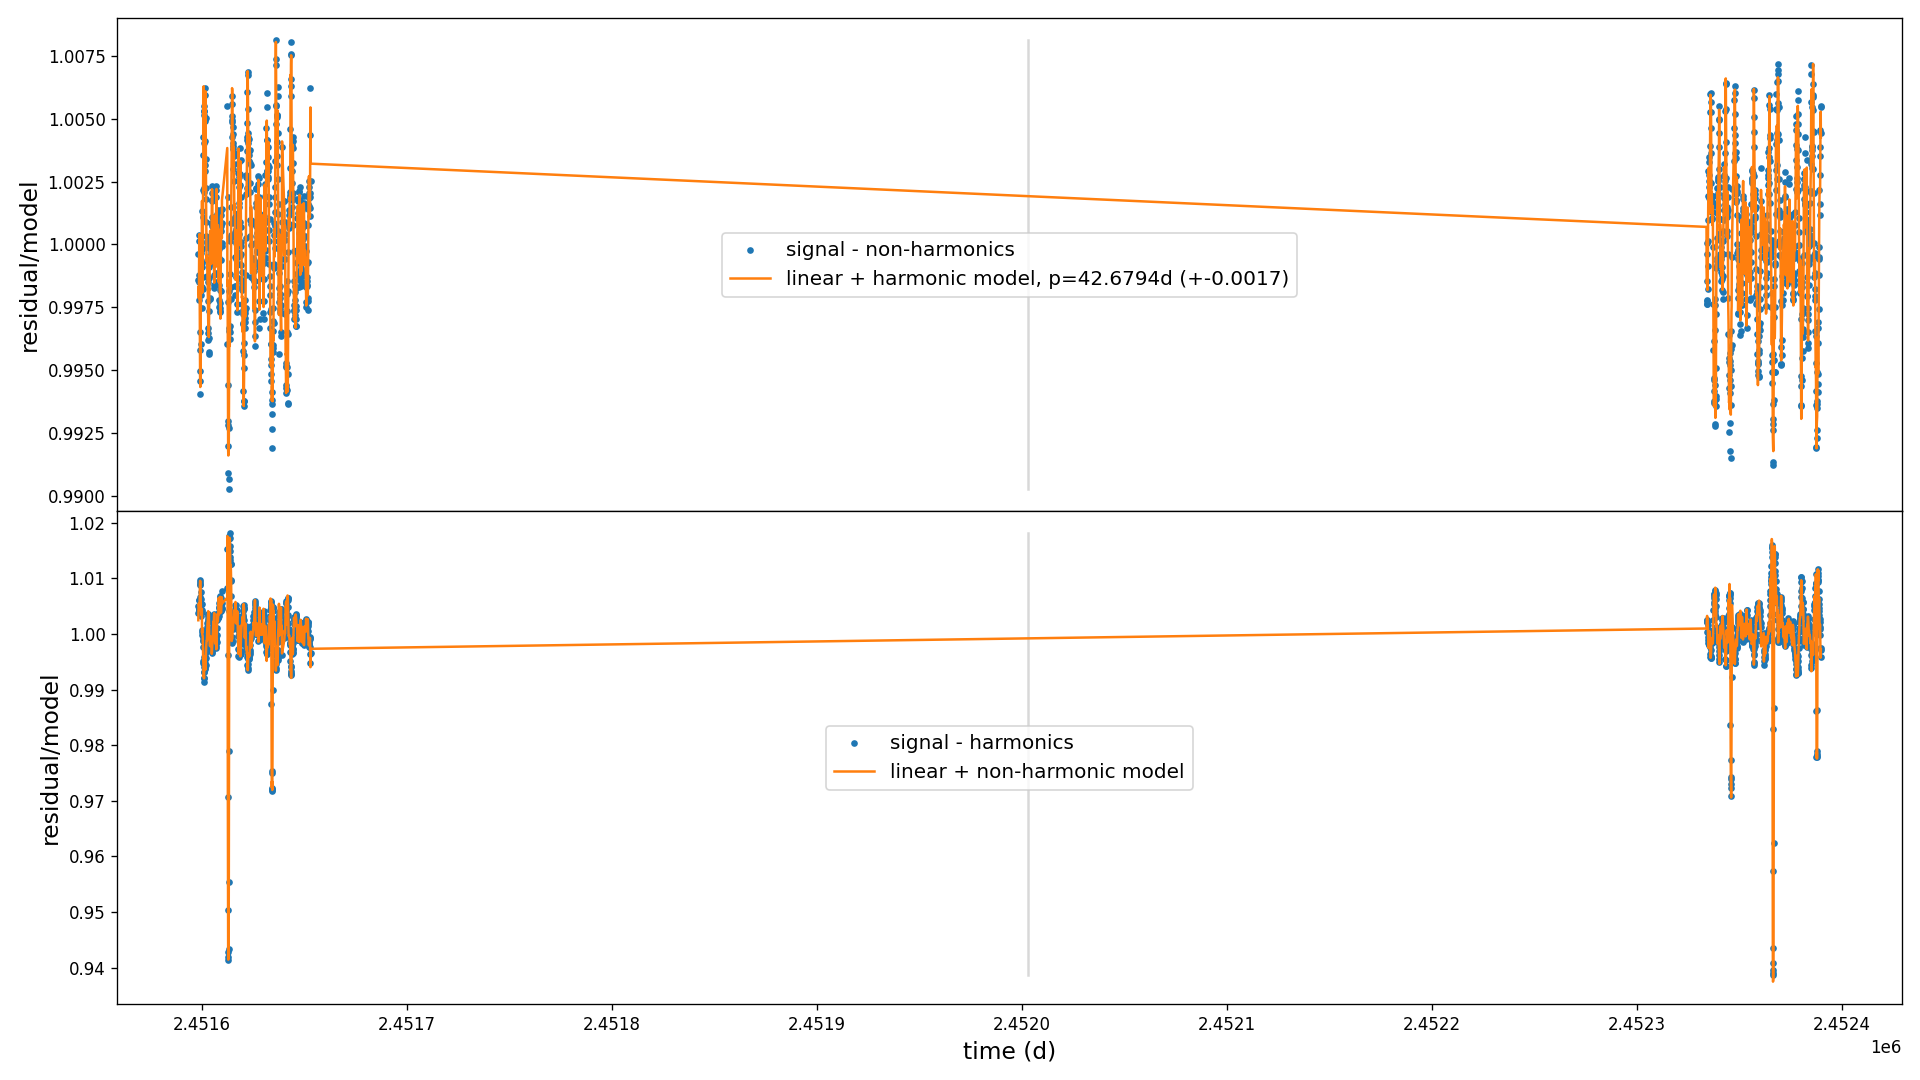 1.0075
1.0050
1.0025
1.0000
0.9975
0.9950
0.9925
0.9900
residual/model
signal - non-harmonics
linear + harmonic model, p=42.6794d (+-0.0017)
1.02
1.01
1.00
0.99
0.98
0.97
0.96
0.95
0.94
residual/model
signal - harmonics
linear + non-harmonic model
2.4516 2.4517 2.4518 2.4519 2.4520 2.4521 2.4522 2.4523 2.4524
time (d)
1e6